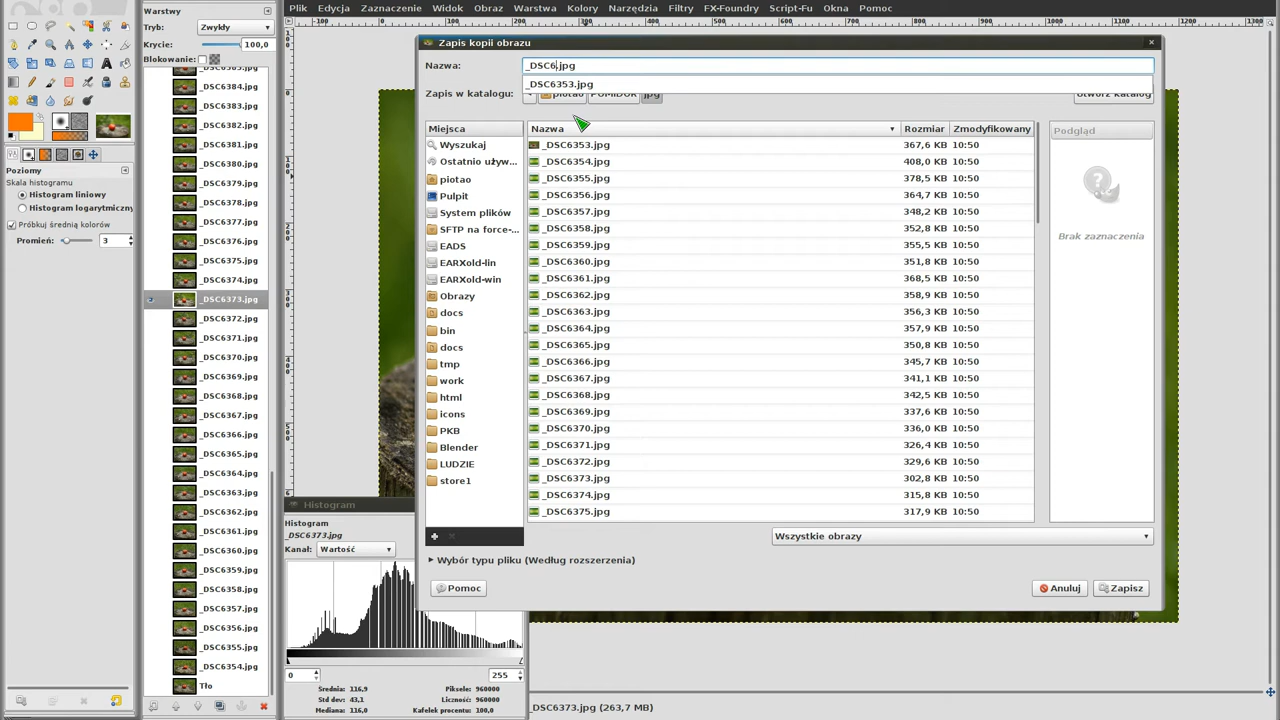 Warstwy
Plik Edycja Zaznaczenie Widok Obraz Warstwa Kolory Narzędzia Filtry FX-Foundry Script-Fu Okna Pomoc
Tryb: Zwykły
Krycie: 100,0
Blokowanie:
-100 0 100 200 300 400 500 600 700 800 900 1000 1100 1200 1300
_DSC6384.jpg
_DSC6383.jpg
_DSC6382.jpg
_DSC6381.jpg
_DSC6380.jpg
_DSC6379.jpg
_DSC6378.jpg
_DSC6377.jpg
_DSC6376.jpg
_DSC6375.jpg
_DSC6374.jpg
_DSC6373.jpg
_DSC6372.jpg
_DSC6371.jpg
_DSC6370.jpg
_DSC6369.jpg
_DSC6368.jpg
_DSC6367.jpg
_DSC6366.jpg
_DSC6365.jpg
_DSC6364.jpg
_DSC6363.jpg
_DSC6362.jpg
_DSC6361.jpg
_DSC6360.jpg
_DSC6359.jpg
_DSC6358.jpg
_DSC6357.jpg
_DSC6356.jpg
_DSC6355.jpg
_DSC6354.jpg
Tło
Poziomy
Skala histogramu
Histogram liniowy
Histogram logarytmiczny
Próbkuj średnią kolorów
Promień: 3
Zapis kopii obrazu
Nazwa: _DSC6.jpg
_DSC6353.jpg
Zapis w katalogu: piotao POMIDOR jpg Utwórz katalog
Miejsca
Wyszukaj
Ostatnio używ...
piotao
Pulpit
System plików
SFTP na force-...
EADS
EARXold-lin
EARXold-win
Obrazy
docs
bin
docs
tmp
work
html
icons
PKB
Blender
LUDZIE
store1
Nazwa Rozmiar Zmodyfikowany
_DSC6353.jpg 367,6 KB 10:50
_DSC6354.jpg 408,0 KB 10:50
_DSC6355.jpg 378,5 KB 10:50
_DSC6356.jpg 364,7 KB 10:50
_DSC6357.jpg 348,2 KB 10:50
_DSC6358.jpg 352,8 KB 10:50
_DSC6359.jpg 355,5 KB 10:50
_DSC6360.jpg 351,8 KB 10:50
_DSC6361.jpg 368,5 KB 10:50
_DSC6362.jpg 358,9 KB 10:50
_DSC6363.jpg 356,3 KB 10:50
_DSC6364.jpg 357,9 KB 10:50
_DSC6365.jpg 350,8 KB 10:50
_DSC6366.jpg 345,7 KB 10:50
_DSC6367.jpg 341,1 KB 10:50
_DSC6368.jpg 342,5 KB 10:50
_DSC6369.jpg 337,6 KB 10:50
_DSC6370.jpg 336,0 KB 10:50
_DSC6371.jpg 326,4 KB 10:50
_DSC6372.jpg 329,6 KB 10:50
_DSC6373.jpg 302,8 KB 10:50
_DSC6374.jpg 315,8 KB 10:50
_DSC6375.jpg 317,9 KB 10:50
Podgląd
Brak zaznaczenia
Wszystkie obrazy
Wybór typu pliku (Według rozszerzenia)
Pomoc Anuluj Zapisz
Histogram
Histogram
_DSC6373.jpg
Kanał: Wartość
0 255
Średnia: 116,9 Piksele: 960000
Std dev: 43,1 Liczność: 960000
Mediana: 116,0 Kafelek procentu: 100,0
_DSC6373.jpg (263,7 MB)